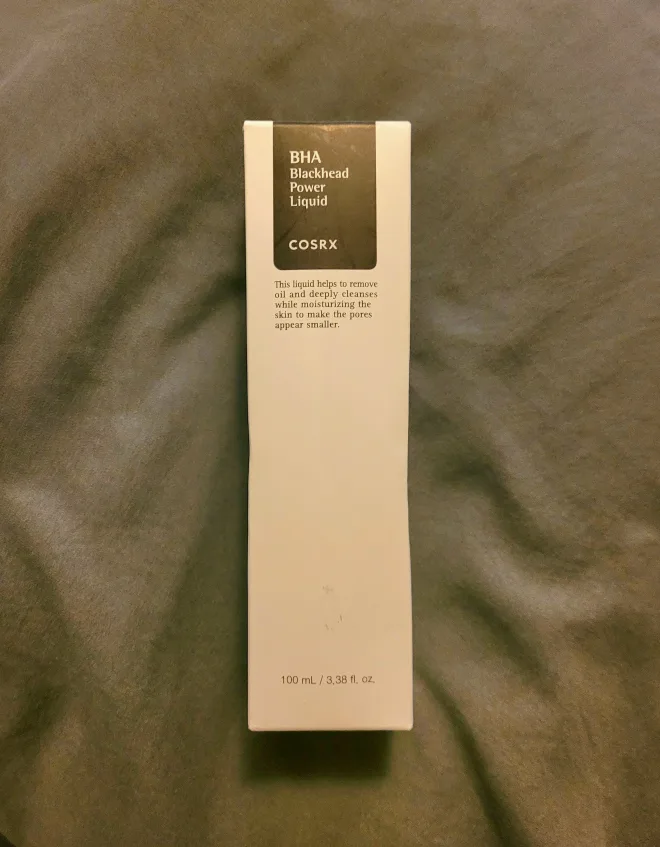 BHA
Blackhead
Power
Liquid
COSRX
This liquid helps to remove
oil and deeply cleanses
while moisturizing the
skin to make the pores
appear smaller.
100 mL / 3,38 fl. oz.